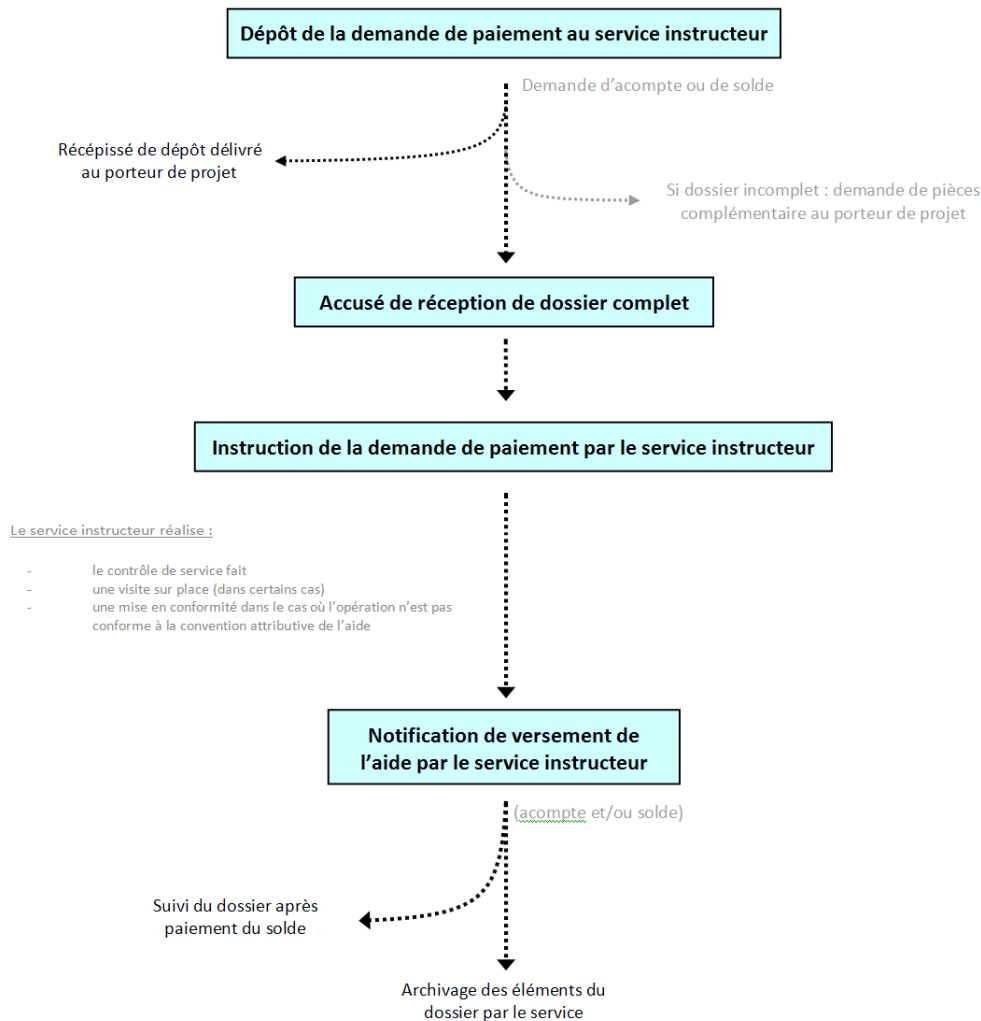 Dépôt de la demande de paiement au service instructeur
Demande d'acompte ou de solde
Récépissé de dépôt délivré
au porteur de projet
Si dossier incomplet : demande de pièces
complémentaire au porteur de projet
Accusé de réception de dossier complet
Instruction de la demande de paiement par le service instructeur
Le service instructeur réalise :
- le contrôle de service fait
- une visite sur place (dans certains cas)
- une mise en conformité dans le cas où l'opération n'est pas
conforme à la convention attributive de l'aide
Notification de versement de
l'aide par le service instructeur
(acompte et/ou solde)
Suivi du dossier après
paiement du solde
Archivage des éléments du
dossier par le service